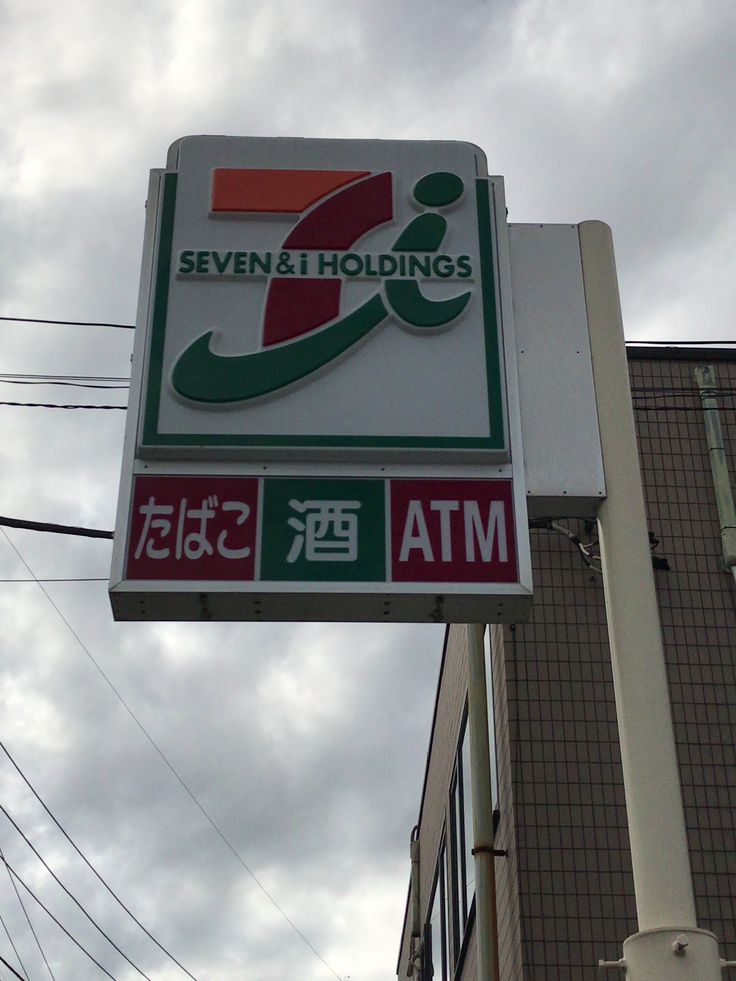 SEVEN&i HOLDINGS
たばこ 酒 ATM